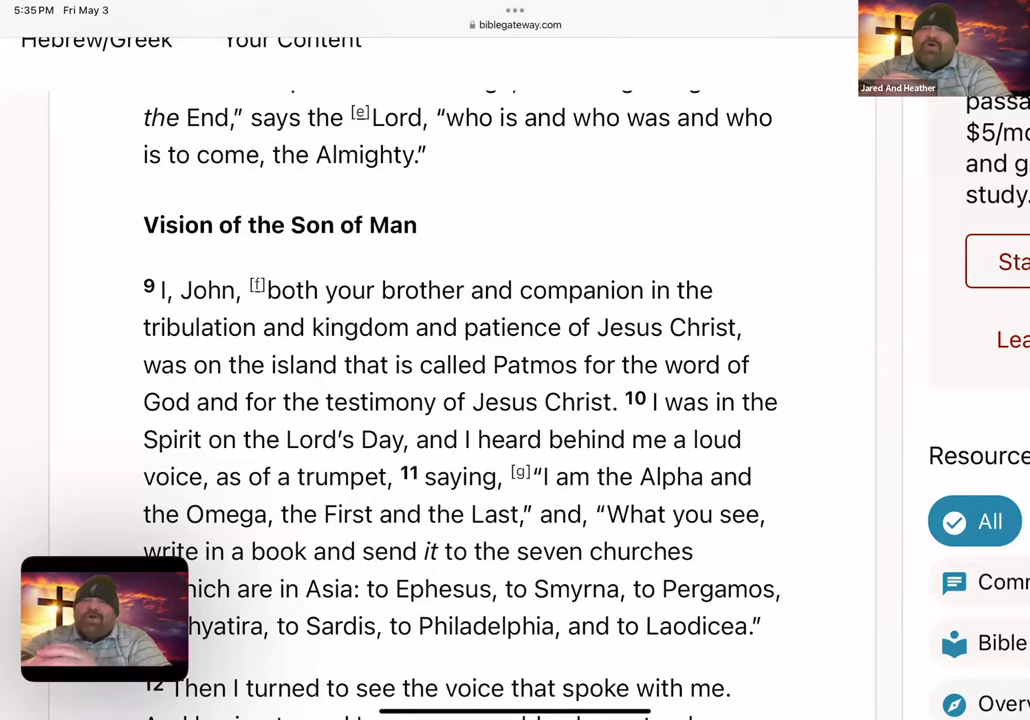 5:35 PM Fri May 3
biblegateway.com
Hebrew/Greek Your Content
Jared And Heather
the End,” says the [e]Lord, “who is and who was and who
is to come, the Almighty.”
Vision of the Son of Man
9 I, John, [f]both your brother and companion in the
tribulation and kingdom and patience of Jesus Christ,
was on the island that is called Patmos for the word of
God and for the testimony of Jesus Christ. 10 I was in the
Spirit on the Lord’s Day, and I heard behind me a loud
voice, as of a trumpet, 11 saying, [g]“I am the Alpha and
the Omega, the First and the Last,” and, “What you see,
write in a book and send it to the seven churches
hich are in Asia: to Ephesus, to Smyrna, to Pergamos,
hyatira, to Sardis, to Philadelphia, and to Laodicea.”
12 Then I turned to see the voice that spoke with me.
passa
$5/mo
and g
study.
Sta
Lea
Resource
All
Comm
Bible
Overv